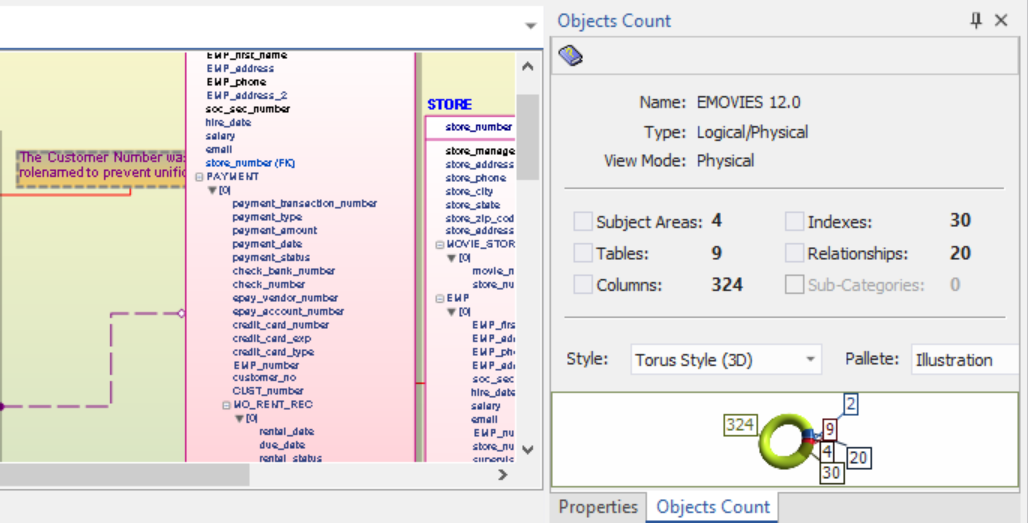 EMP_first_name
EMP_address
EMP_phone
EMP_address_2
soc_sec_number
hire_date
salary
email
store_number (FK)
PAYMENT
[0]
payment_transaction_number
payment_type
payment_amount
payment_date
payment_status
check_bank_number
check_number
epay_vendor_number
epay_account_number
credit_card_number
credit_card_exp
credit_card_type
EMP_number
customer_no
CUST_number
MO_RENT_REC
[0]
rental_date
due_date
rental_status
The Customer Number was
rolenamed to prevent unific
STORE
store_number
store_manage
store_address
store_phone
store_city
store_state
store_zip_cod
store_address
MOVIE_STOR
[0]
movie_n
store_nu
EMP
[0]
EMP_firs
EMP_add
EMP_pho
EMP_add
soc_sec
hire_date
salary
email
EMP_nu
store_nu
supervis
Objects Count
Name: EMOVIES 12.0
Type: Logical/Physical
View Mode: Physical
Subject Areas: 4 Indexes: 30
Tables: 9 Relationships: 20
Columns: 324 Sub-Categories: 0
Style: Torus Style (3D) Pallete: Illustration
2
324
9
4
20
30
Properties Objects Count